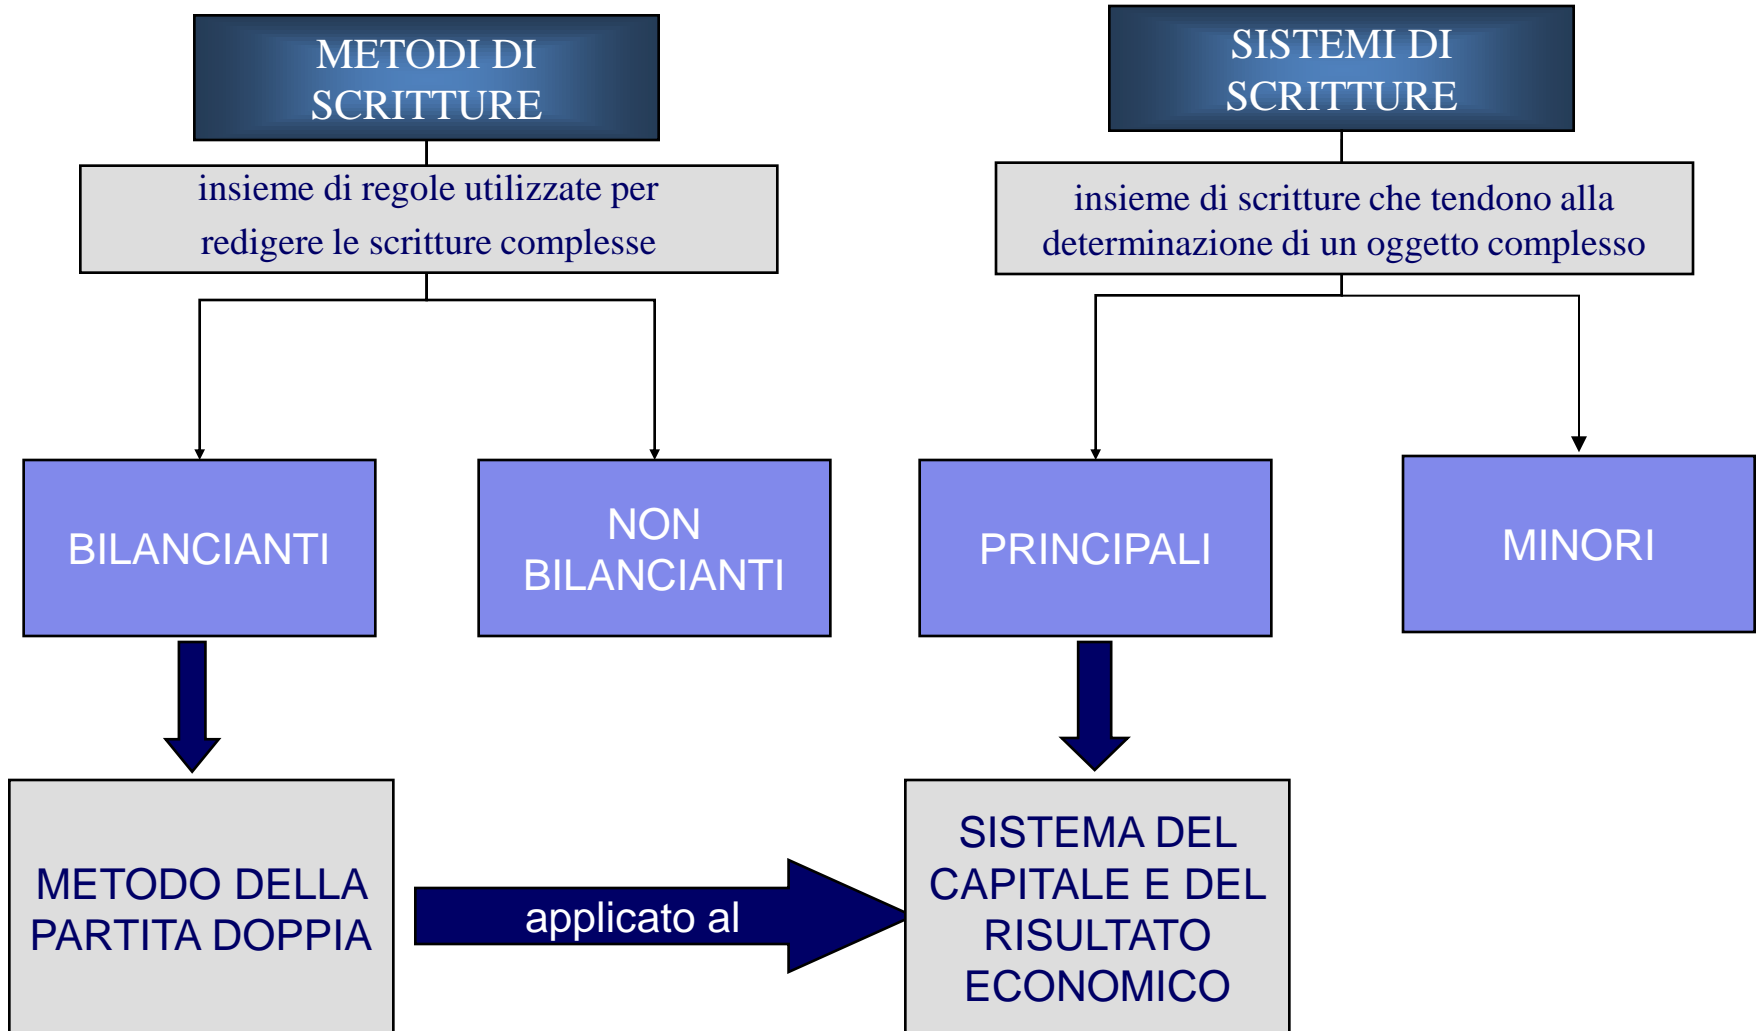 METODI DI
SCRITTURE
SISTEMI DI
SCRITTURE
insieme di regole utilizzate per
redigere le scritture complesse
insieme di scritture che tendono alla
determinazione di un oggetto complesso
BILANCIANTI
NON
BILANCIANTI
PRINCIPALI
MINORI
METODO DELLA
PARTITA DOPPIA
applicato al
SISTEMA DEL
CAPITALE E DEL
RISULTATO
ECONOMICO